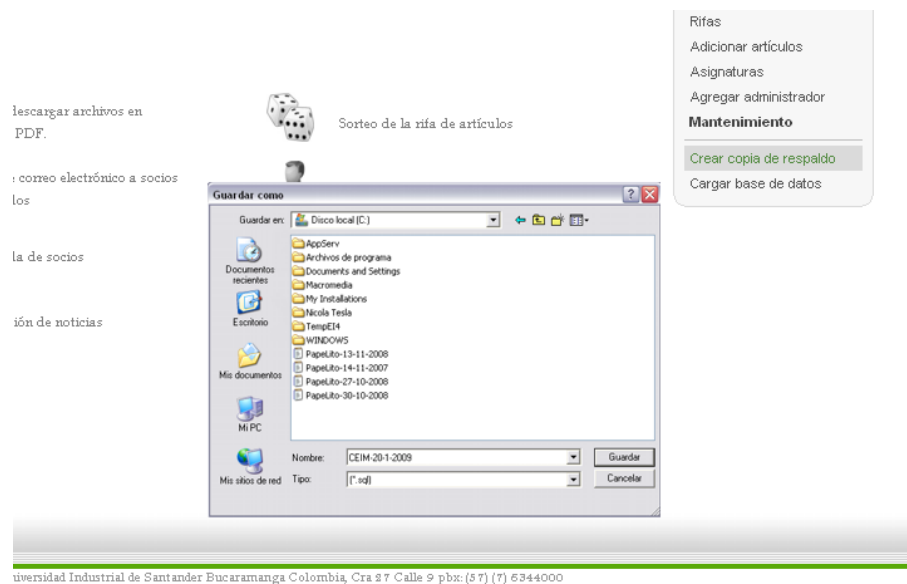 Rifas
Adicionar artículos
Asignaturas
Agregar administrador
Mantenimiento
Crear copia de respaldo
Cargar base de datos
descargar archivos en
PDF.
Sorteo de la rifa de artículos
correo electrónico a socios
los
la de socios
ión de noticias
Guardar como
Guardar en:
Disco local (C:)
Documentos recientes
Escritorio
Mis documentos
Mi PC
Mis sitios de red
AppServ
Archivos de programa
Documents and Settings
Macromedia
My Installations
Nicola Tesla
TempEI4
WINDOWS
PapeLito-13-11-2008
PapeLito-14-11-2007
PapeLito-27-10-2008
PapeLito-30-10-2008
Nombre:
CEIM-20-1-2009
Guardar
Tipo:
(*.sql)
Cancelar
niversidad Industrial de Santander Bucaramanga Colombia, Cra 27 Calle 9 pbx: (57) (7) 6344000